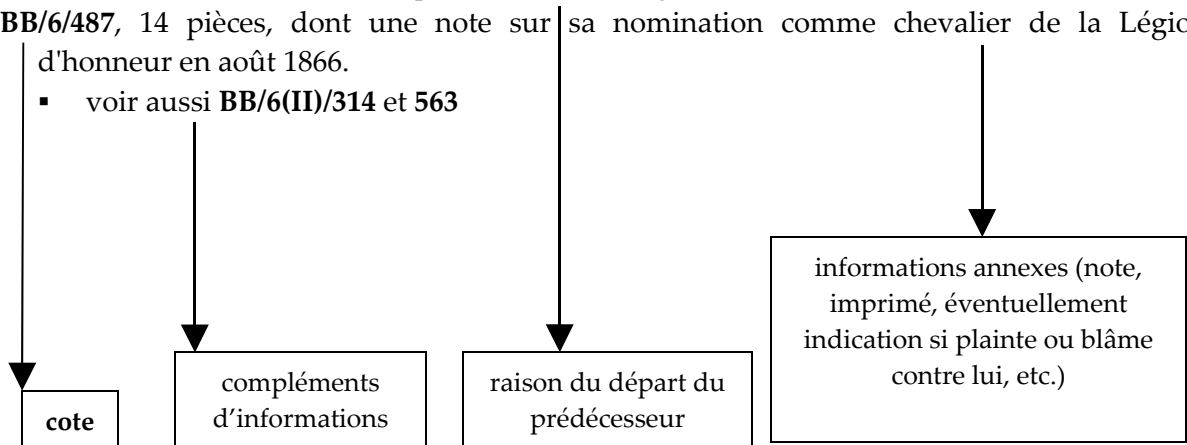 BB/6/487, 14 pièces, dont une note sur sa nomination comme chevalier de la Légio
d'honneur en août 1866.
▪ voir aussi BB/6(II)/314 et 563
informations annexes (note,
imprimé, éventuellement
indication si plainte ou blâme
contre lui, etc.)
compléments
d’informations
raison du départ du
prédécesseur
cote